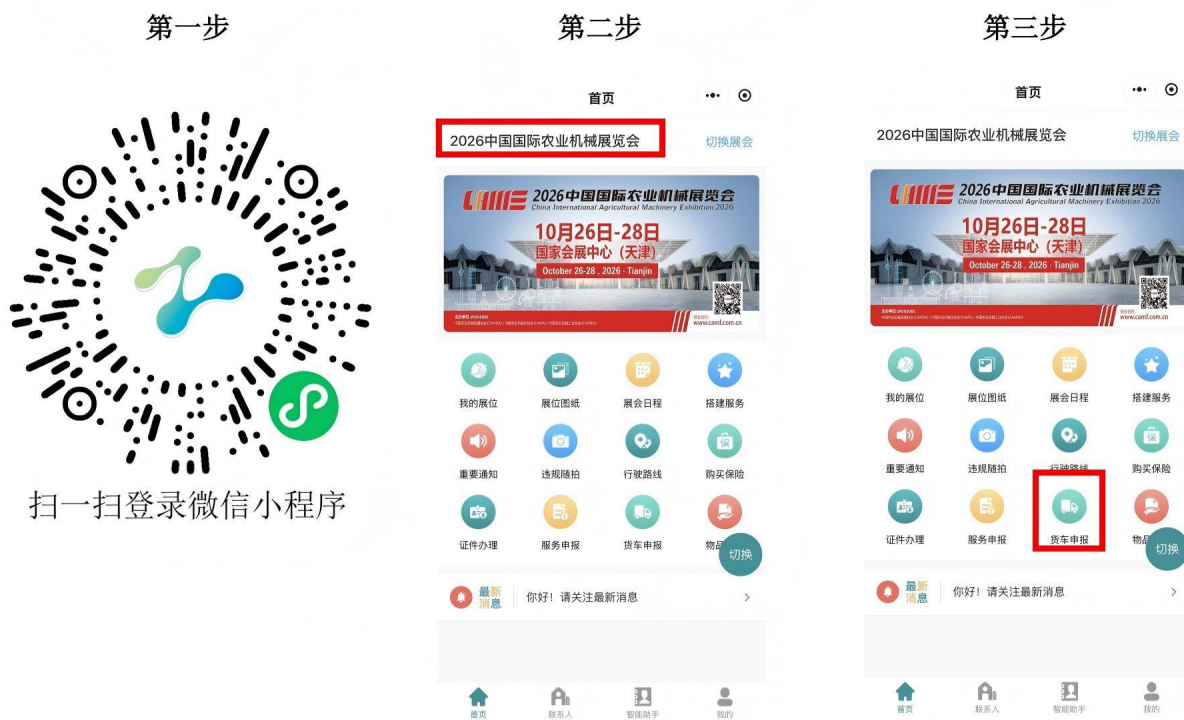 第一步
扫一扫登录微信小程序
第二步
首页
2026中国国际农业机械展览会
切换展会
2026中国国际农业机械展览会
China International Agricultural Machinery Exhibition 2026
10月26日-28日
国家会展中心（天津）
October 26-28 , 2026 · Tianjin
www.camf.com.cn
我的展位
展位图纸
展会日程
搭建服务
重要通知
违规随拍
行驶路线
购买保险
证件办理
服务申报
货车申报
物品
切换
最新
消息
你好！请关注最新消息
首页
联系人
智能助手
我的
第三步
首页
2026中国国际农业机械展览会
切换展会
2026中国国际农业机械展览会
China International Agricultural Machinery Exhibition 2026
10月26日-28日
国家会展中心（天津）
October 26-28 , 2026 · Tianjin
www.camf.com.cn
我的展位
展位图纸
展会日程
搭建服务
重要通知
违规随拍
行驶路线
购买保险
证件办理
服务申报
货车申报
物品
切换
最新
消息
你好！请关注最新消息
首页
联系人
智能助手
我的